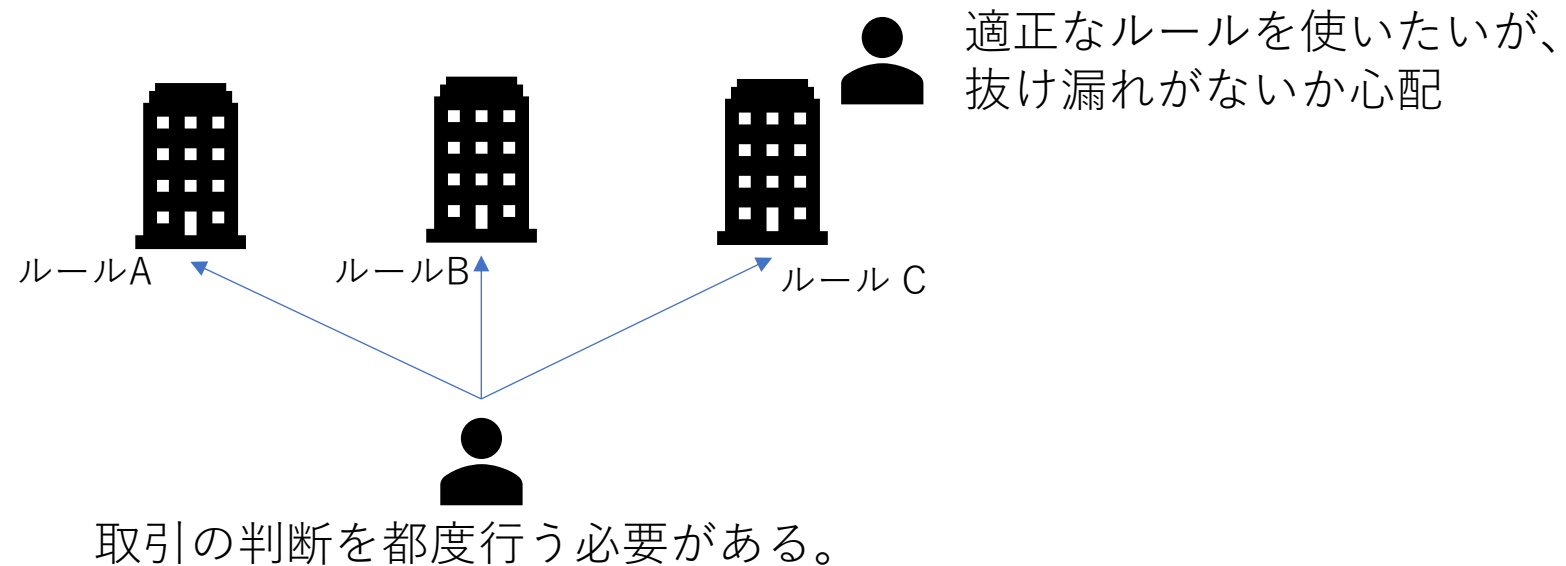 適正なルールを使いたいが、
抜け漏れがないか心配
ルールA
ルールB
ルール C
取引の判断を都度行う必要がある。